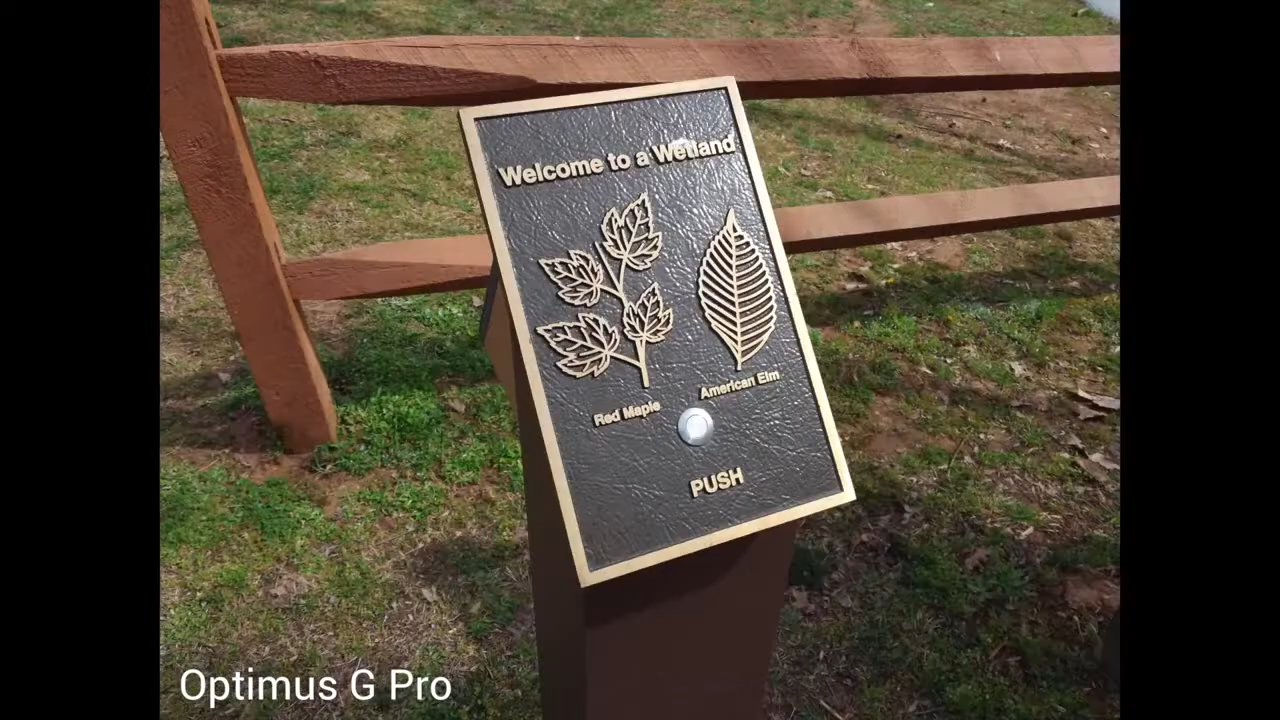 Welcome to a Wetland
American Elm
Red Maple
PUSH
Optimus G Pro